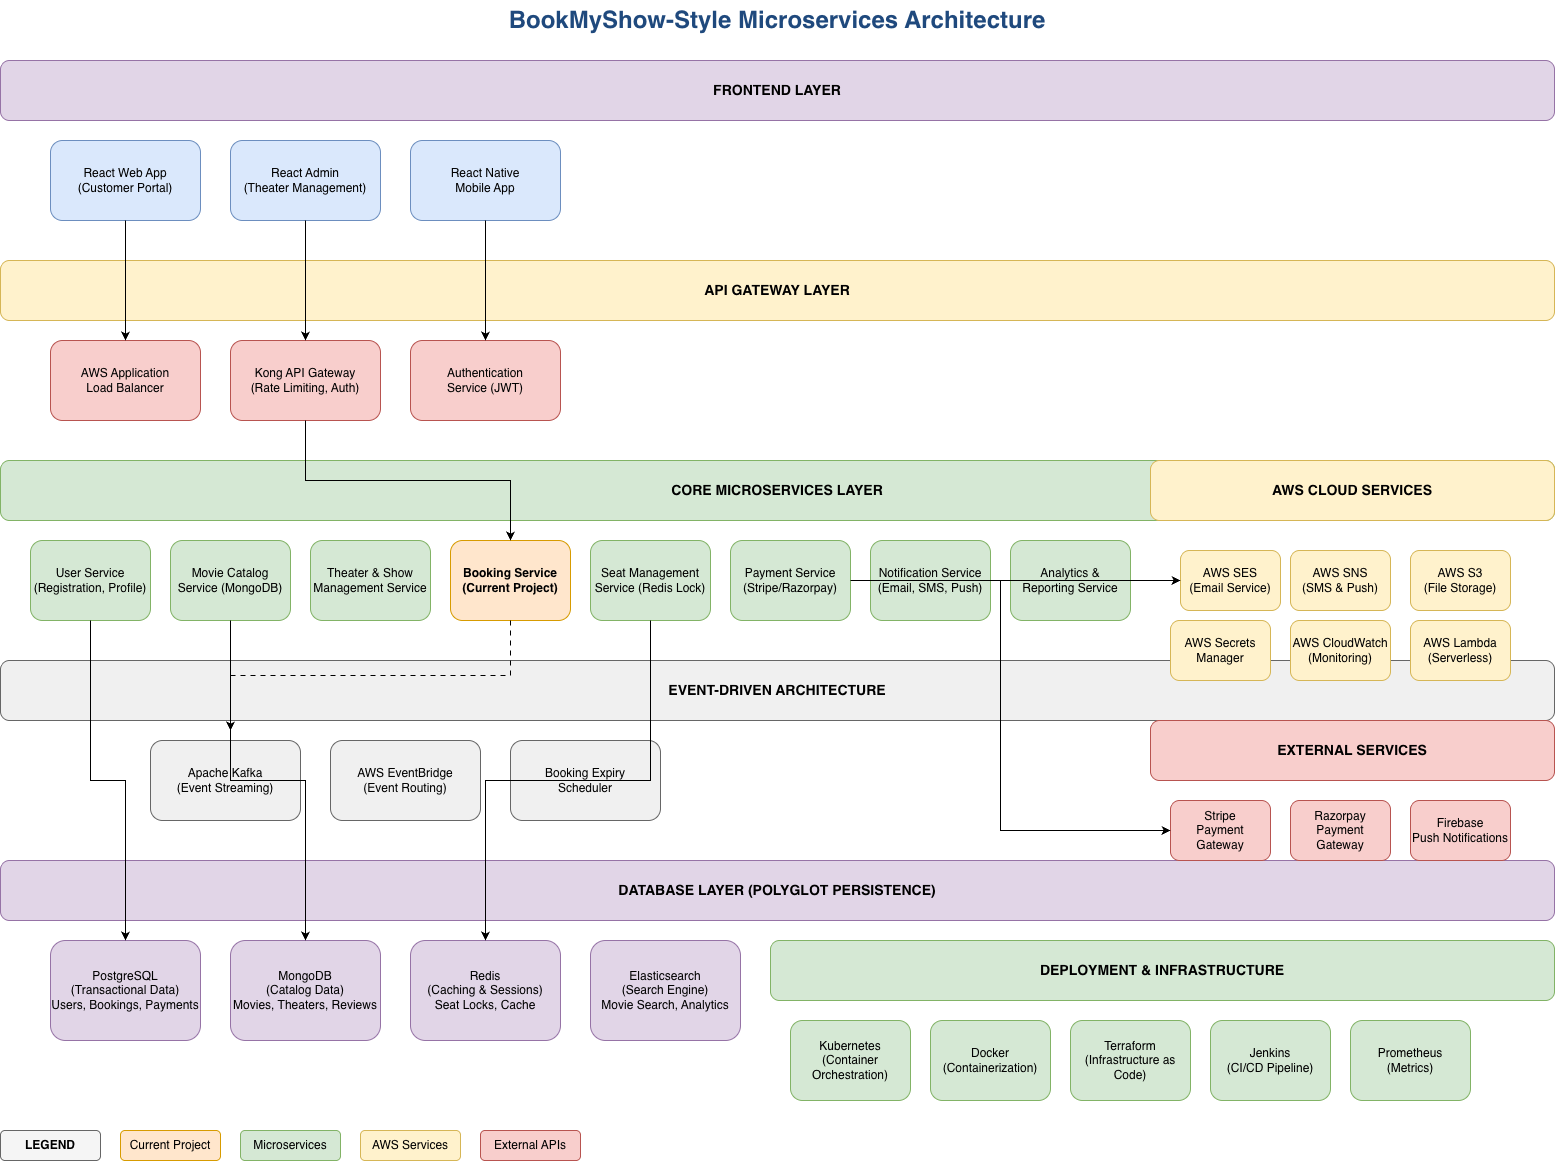 BookMyShow-Style Microservices Architecture
FRONTEND LAYER
React Web App
(Customer Portal)
React Admin
(Theater Management)
React Native
Mobile App
API GATEWAY LAYER
AWS Application
Load Balancer
Kong API Gateway
(Rate Limiting, Auth)
Authentication
Service (JWT)
CORE MICROSERVICES LAYER
AWS CLOUD SERVICES
User Service
(Registration, Profile)
Movie Catalog
Service (MongoDB)
Theater & Show
Management Service
Booking Service
(Current Project)
Seat Management
Service (Redis Lock)
Payment Service
(Stripe/Razorpay)
Notification Service
(Email, SMS, Push)
Analytics &
Reporting Service
AWS SES
(Email Service)
AWS SNS
(SMS & Push)
AWS S3
(File Storage)
AWS Secrets
Manager
AWS CloudWatch
(Monitoring)
AWS Lambda
(Serverless)
EVENT-DRIVEN ARCHITECTURE
EXTERNAL SERVICES
Apache Kafka
(Event Streaming)
AWS EventBridge
(Event Routing)
Booking Expiry
Scheduler
Stripe
Payment
Gateway
Razorpay
Payment
Gateway
Firebase
Push Notifications
DATABASE LAYER (POLYGLOT PERSISTENCE)
PostgreSQL
(Transactional Data)
Users, Bookings, Payments
MongoDB
(Catalog Data)
Movies, Theaters, Reviews
Redis
(Caching & Sessions)
Seat Locks, Cache
Elasticsearch
(Search Engine)
Movie Search, Analytics
DEPLOYMENT & INFRASTRUCTURE
Kubernetes
(Container
Orchestration)
Docker
(Containerization)
Terraform
(Infrastructure as
Code)
Jenkins
(CI/CD Pipeline)
Prometheus
(Metrics)
LEGEND
Current Project
Microservices
AWS Services
External APIs